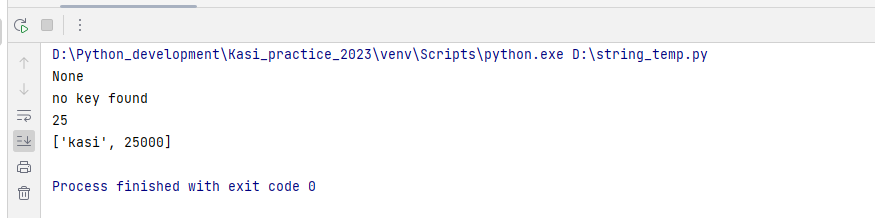 D:\Python_development\Kasi_practice_2023\venv\Scripts\python.exe D:\string_temp.py
None
no key found
25
['kasi', 25000]
Process finished with exit code 0